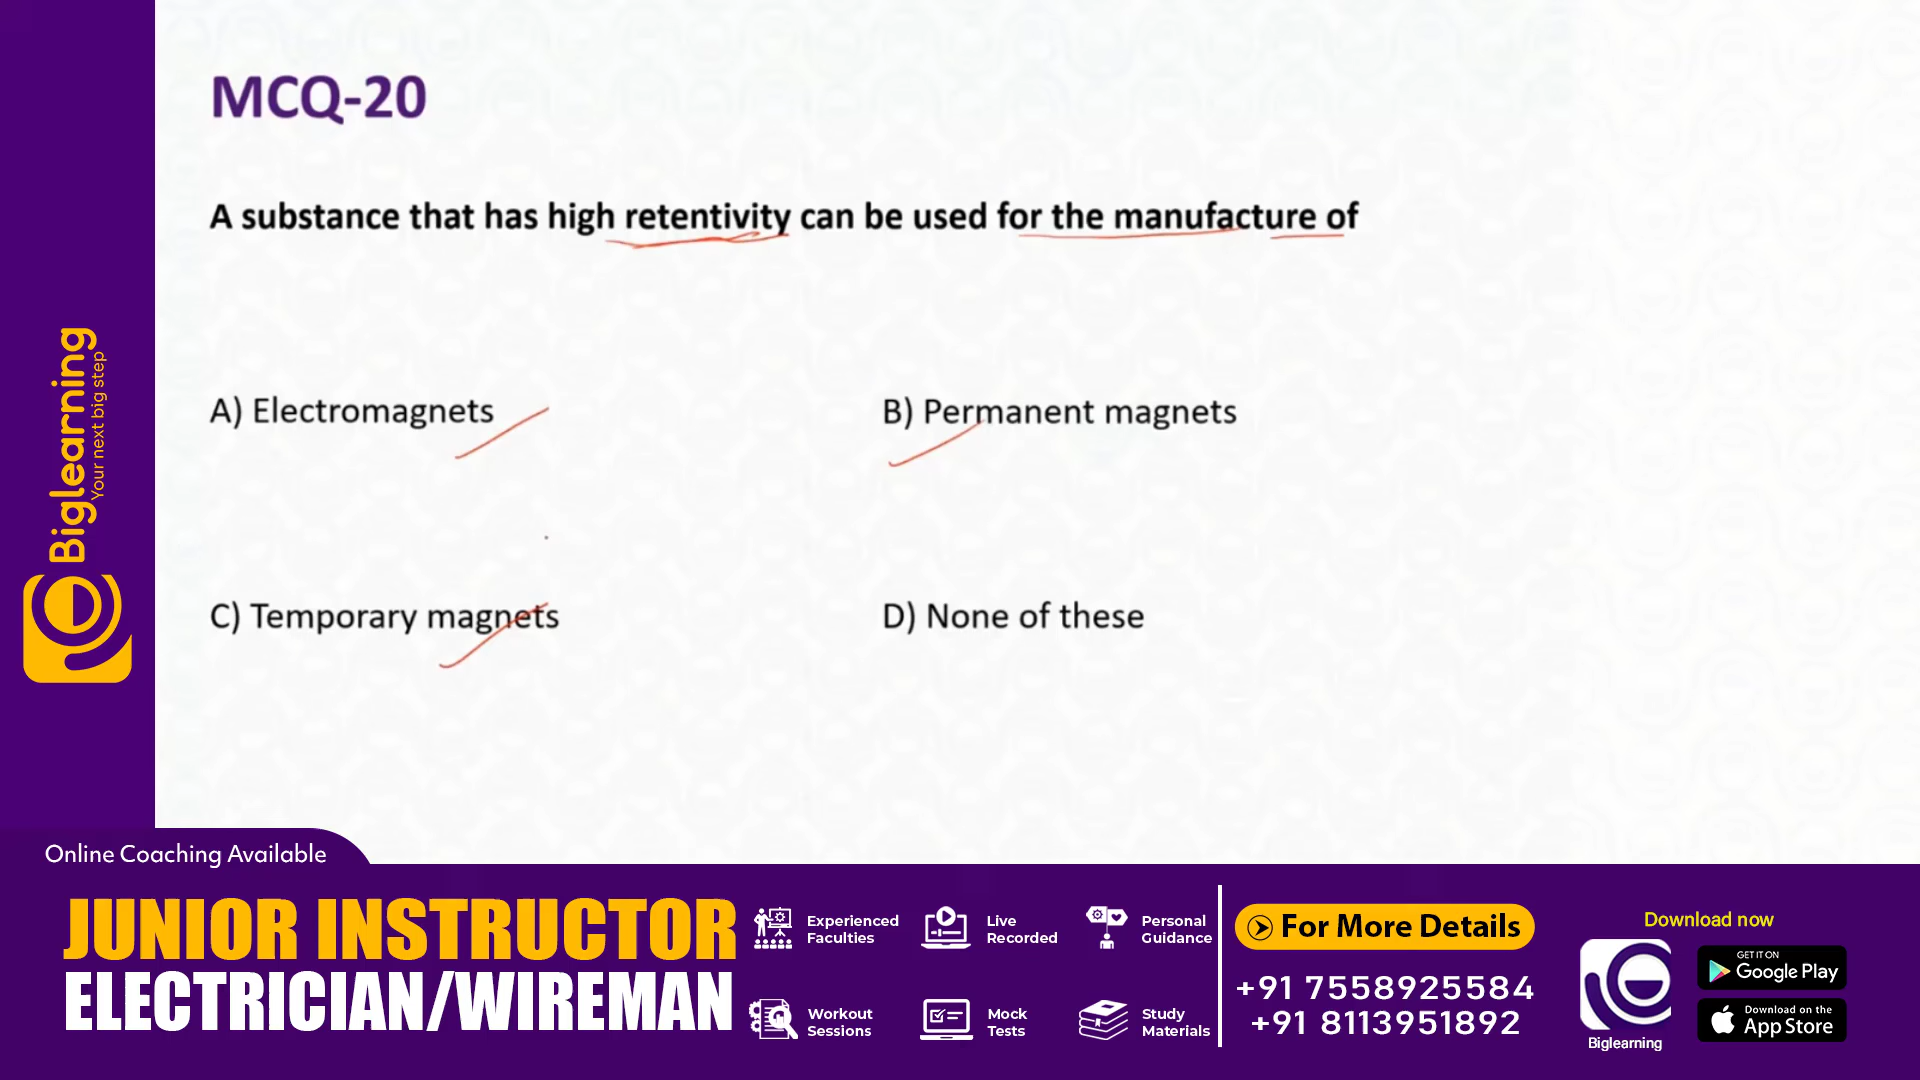 MCQ-20
A substance that has high retentivity can be used for the manufacture of
A) Electromagnets
B) Permanent magnets
C) Temporary magnets
D) None of these
Biglearning
Your next big step
Online Coaching Available
JUNIOR INSTRUCTOR
ELECTRICIAN/WIREMAN
Experienced
Faculties
Live
Recorded
Personal
Guidance
Workout
Sessions
Mock
Tests
Study
Materials
For More Details
+91 7558925584
+91 8113951892
Download now
Biglearning
GET IT ON
Google Play
Download on the
App Store